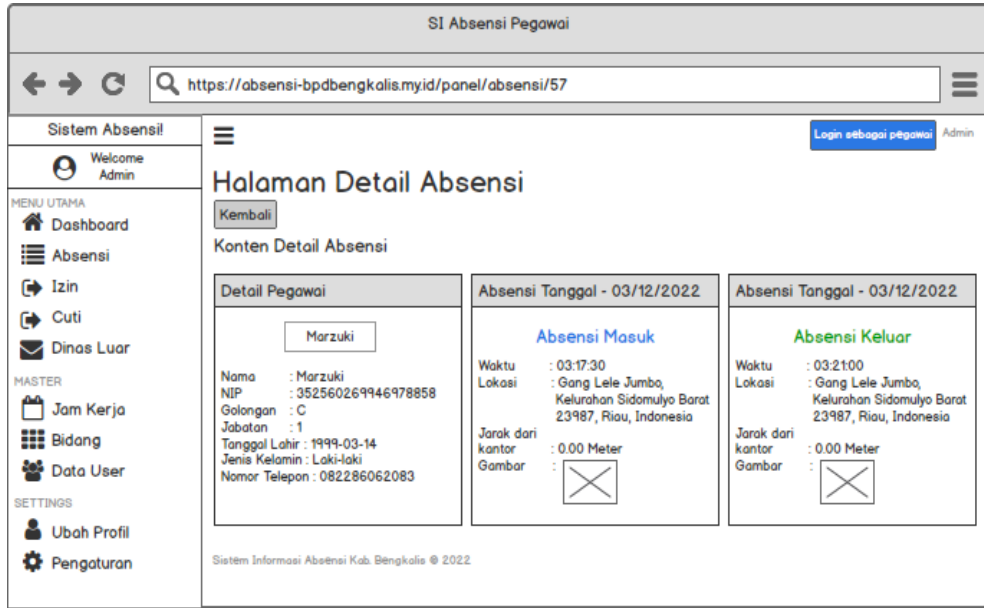 SI Absensi Pegawai
https://absensi-bpdbengkalis.my.id/panel/absensi/57
Sistem Absensi!
Welcome
Admin
MENU UTAMA
Dashboard
Absensi
Izin
Cuti
Dinas Luar
MASTER
Jam Kerja
Bidang
Data User
SETTINGS
Ubah Profil
Pengaturan
Login sebagai pegawai Admin
Halaman Detail Absensi
Kembali
Konten Detail Absensi
Detail Pegawai
Marzuki
Nama : Marzuki
NIP : 352560269946978858
Golongan : C
Jabatan : 1
Tanggal Lahir : 1999-03-14
Jenis Kelamin : Laki-laki
Nomor Telepon : 082286062083
Absensi Tanggal - 03/12/2022
Absensi Masuk
Waktu : 03:17:30
Lokasi : Gang Lele Jumbo,
Kelurahan Sidomulyo Barat
23987, Riau, Indonesia
Jarak dari
kantor : 0.00 Meter
Gambar :
Absensi Tanggal - 03/12/2022
Absensi Keluar
Waktu : 03:21:00
Lokasi : Gang Lele Jumbo,
Kelurahan Sidomulyo Barat
23987, Riau, Indonesia
Jarak dari
kantor : 0.00 Meter
Gambar :
Sistem Informasi Absensi Kab. Bengkalis © 2022